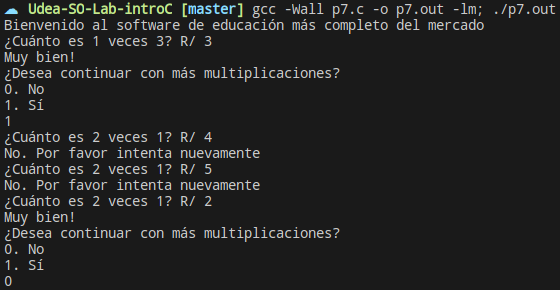 ☁ Udea-SO-Lab-introC [master] gcc -Wall p7.c -o p7.out -lm; ./p7.out
Bienvenido al software de educación más completo del mercado
¿Cuánto es 1 veces 3? R/ 3
Muy bien!
¿Desea continuar con más multiplicaciones?
0. No
1. Sí
1
¿Cuánto es 2 veces 1? R/ 4
No. Por favor intenta nuevamente
¿Cuánto es 2 veces 1? R/ 5
No. Por favor intenta nuevamente
¿Cuánto es 2 veces 1? R/ 2
Muy bien!
¿Desea continuar con más multiplicaciones?
0. No
1. Sí
0